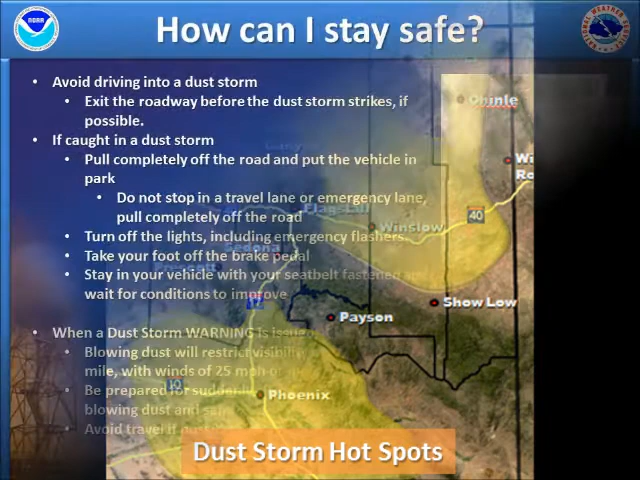 NOAA
How can I stay safe?
NATIONAL WEATHER SERVICE
Avoid driving into a dust storm
Exit the roadway before the dust storm strikes, if
possible.
If caught in a dust storm
Pull completely off the road and put the vehicle in
park
Do not stop in a travel lane or emergency lane,
pull completely off the road
Turn off the lights, including emergency flashers
Take your foot off the brake pedal
Stay in your vehicle with your seatbelt fastened and
wait for conditions to improve
When a Dust Storm WARNING is issued
Blowing dust will restrict visibility
mile, with winds of 25 mph or
Be prepared for sudden
blowing dust and
Avoid travel if
Chinle
Flagstaff
Winslow
40
Sedona
Prescott
17
Show Low
Payson
10
Phoenix
Dust Storm Hot Spots